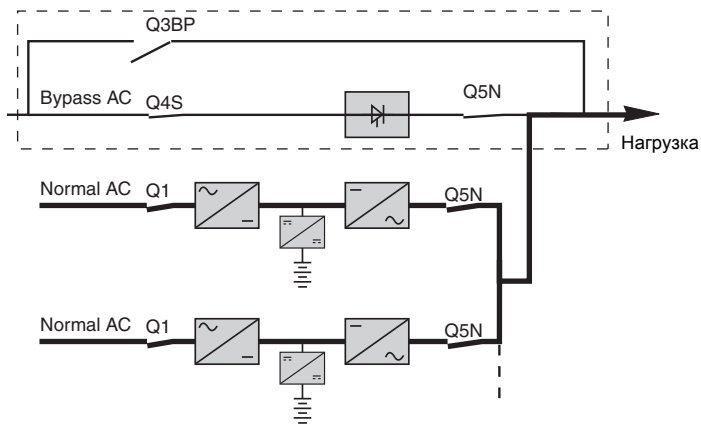 Q3BP
Bypass AC Q4S Q5N
Нагрузка
Normal AC Q1 Q5N
Normal AC Q1 Q5N